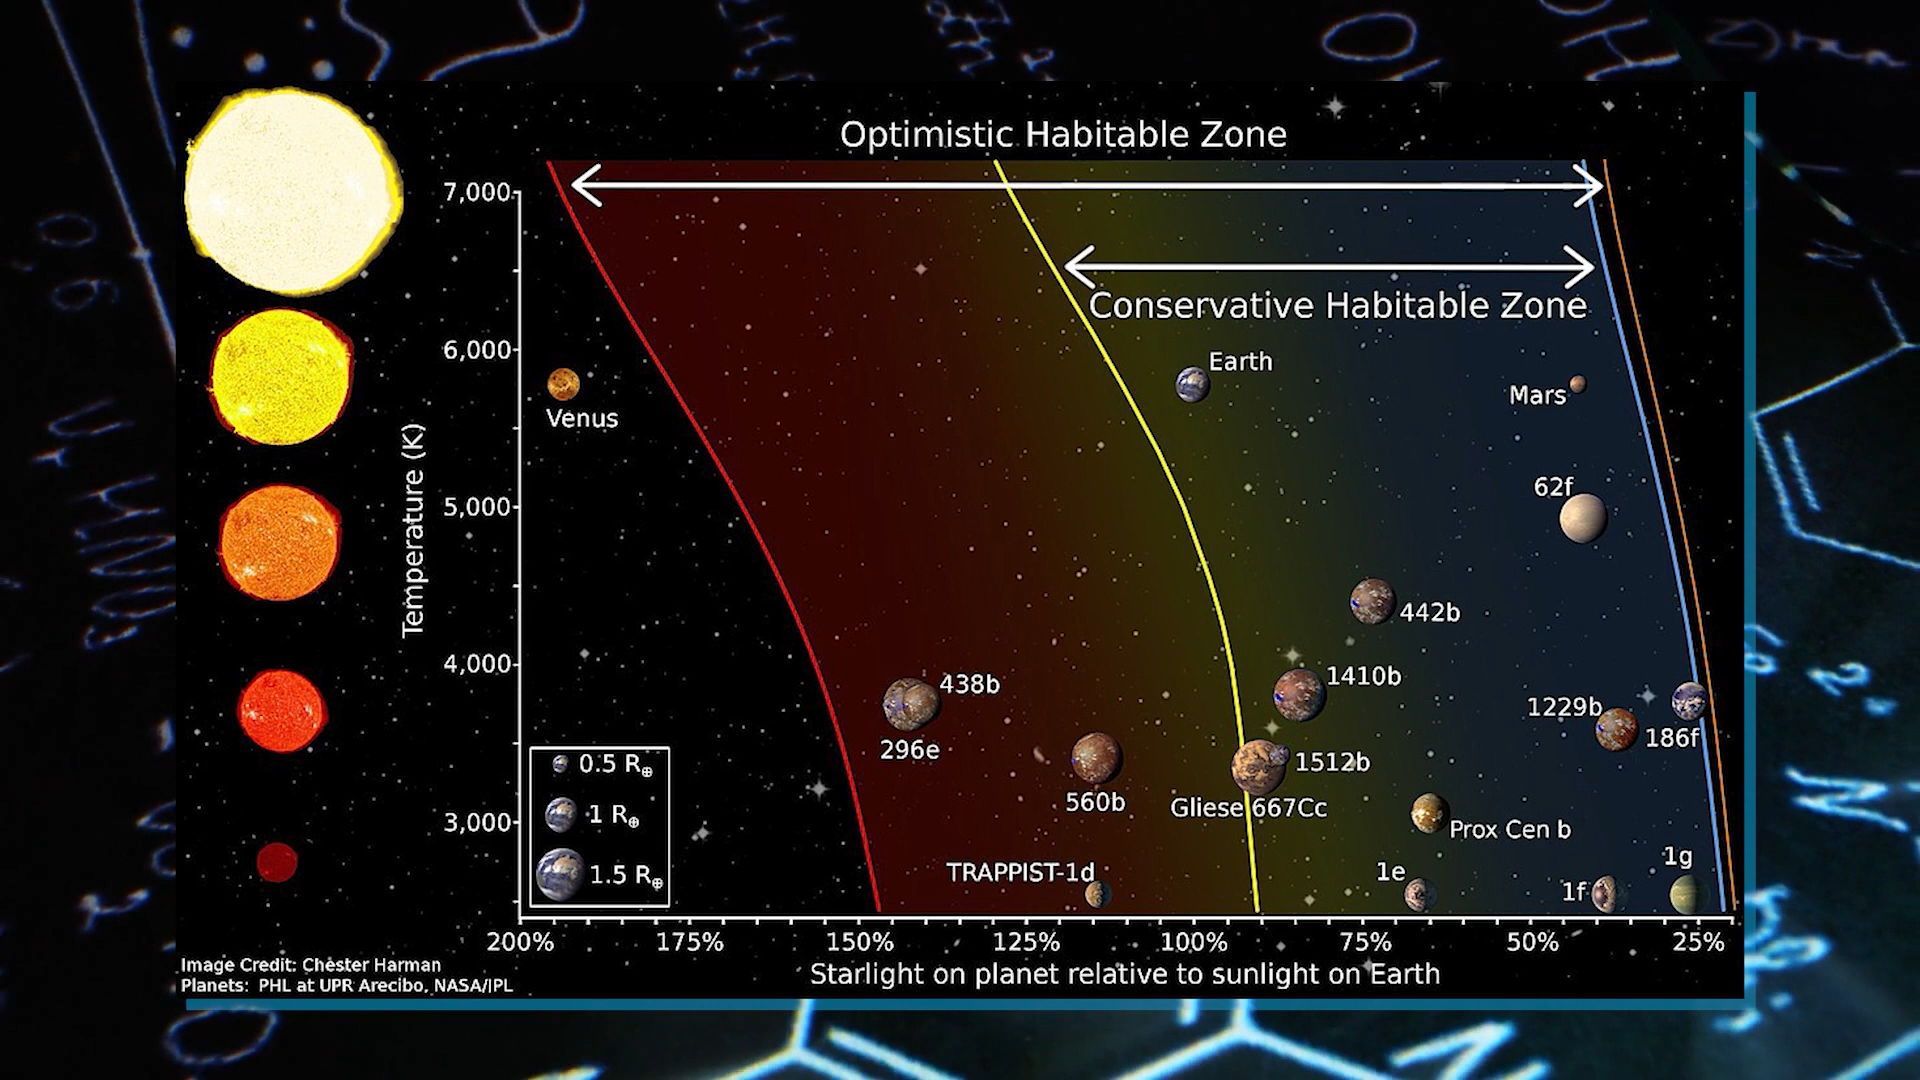 Optimistic Habitable Zone
7,000
Conservative Habitable Zone
6,000
Earth
Venus
Mars
Temperature (K)
5,000
62f
442b
4,000
438b
1410b
296e
1229b
186f
0.5 R⊕
1 R⊕
1.5 R⊕
560b
1512b
Gliese 667Cc
3,000
Prox Cen b
TRAPPIST-1d
1e
1f
1g
200% 175% 150% 125% 100% 75% 50% 25%
Starlight on planet relative to sunlight on Earth
Image Credit: Chester Harman
Planets: PHL at UPR Arecibo, NASA/JPL